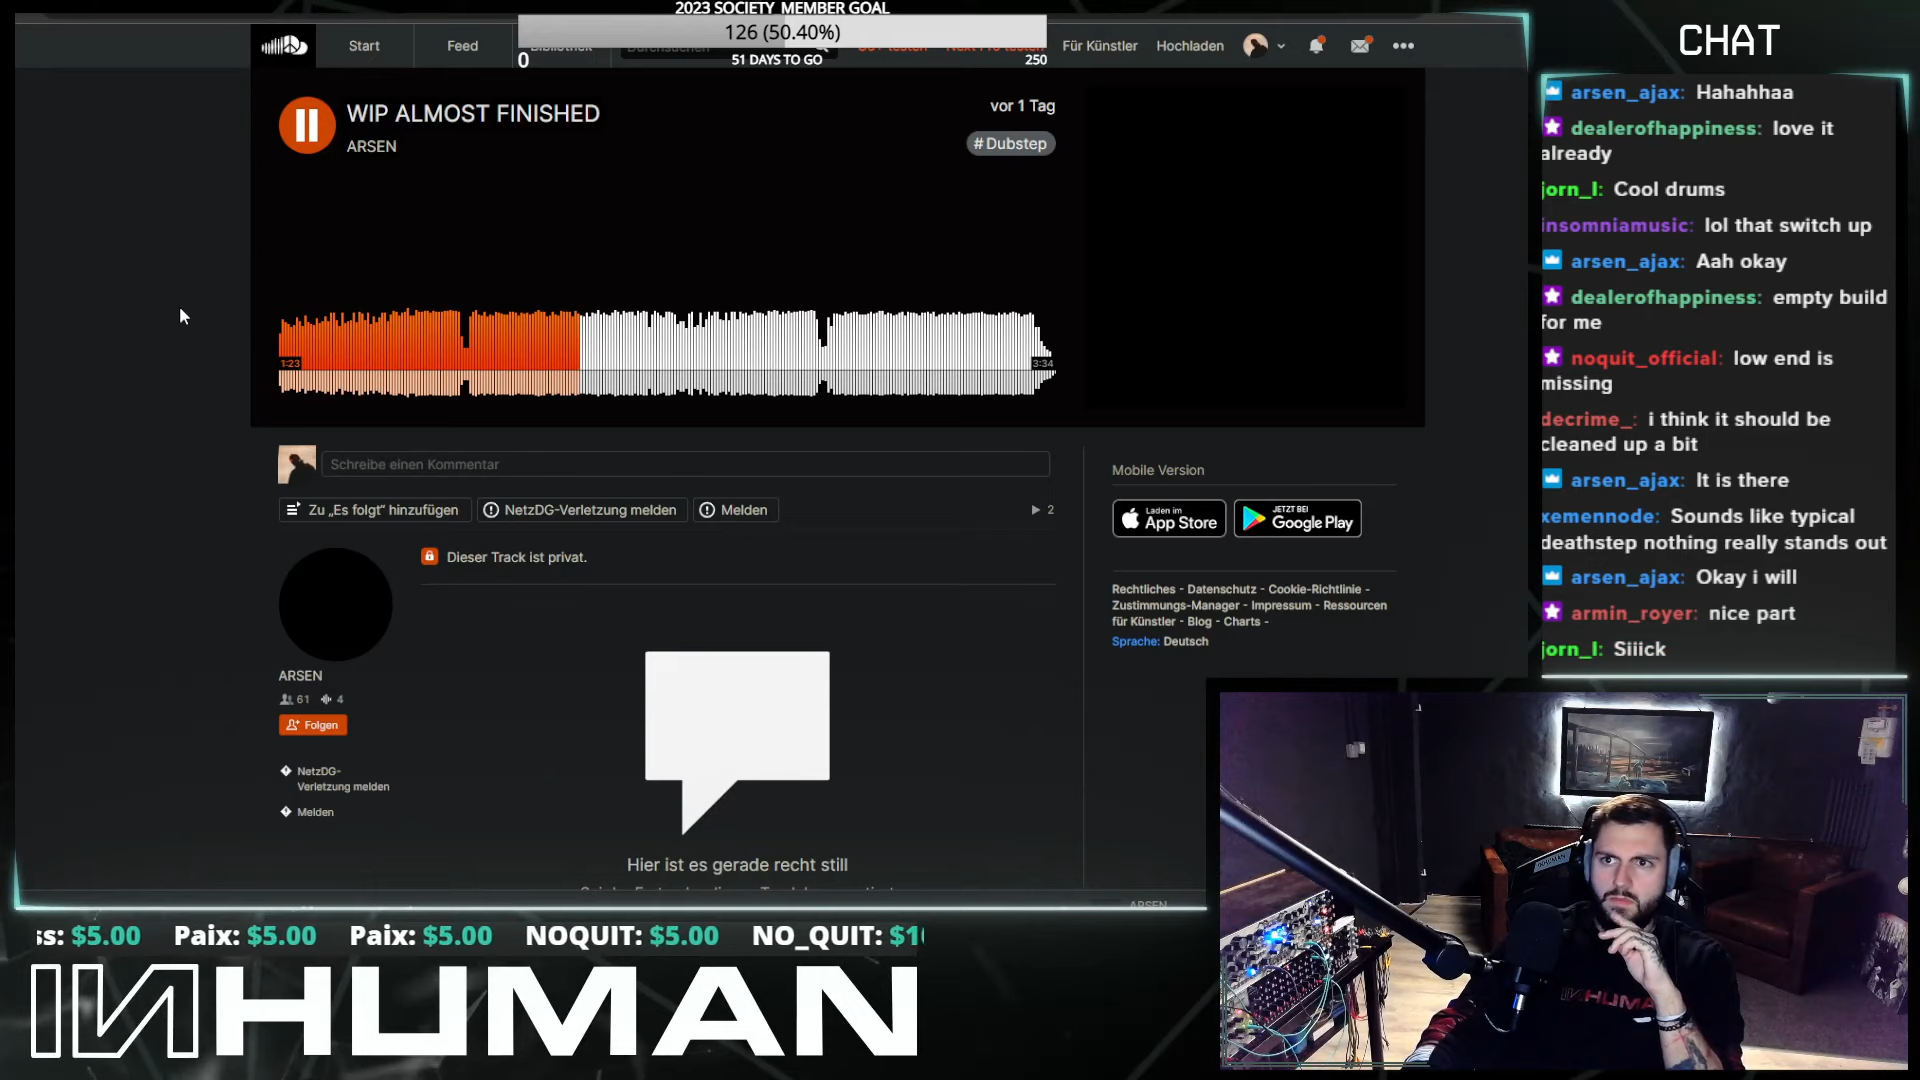 2023 SOCIETY MEMBER GOAL
126 (50.40%)
0
51 DAYS TO GO
250
Start
Feed
Für Künstler
Hochladen
WIP ALMOST FINISHED
ARSEN
vor 1 Tag
# Dubstep
1:23
3:34
Schreibe einen Kommentar
Zu „Es folgt“ hinzufügen
NetzDG-Verletzung melden
Melden
2
Dieser Track ist privat.
ARSEN
61
4
Folgen
NetzDG-
Verletzung melden
Melden
Hier ist es gerade recht still
Mobile Version
Laden im
App Store
JETZT BEI
Google Play
Rechtliches - Datenschutz - Cookie-Richtlinie -
Zustimmungs-Manager - Impressum - Ressourcen
für Künstler - Blog - Charts -
Sprache: Deutsch
ARSEN
CHAT
arsen_ajax: Hahahhaa
dealerofhappiness: love it
already
jorn_l: Cool drums
insomniamusic: lol that switch up
arsen_ajax: Aah okay
dealerofhappiness: empty build
for me
noquit_official: low end is
missing
decrime_: i think it should be
cleaned up a bit
arsen_ajax: It is there
xemennode: Sounds like typical
deathstep nothing really stands out
arsen_ajax: Okay i will
armin_royer: nice part
jorn_l: Siiick
ss: $5.00 Paix: $5.00 Paix: $5.00 NOQUIT: $5.00 NO_QUIT: $1
INHUMAN
INHUMAN